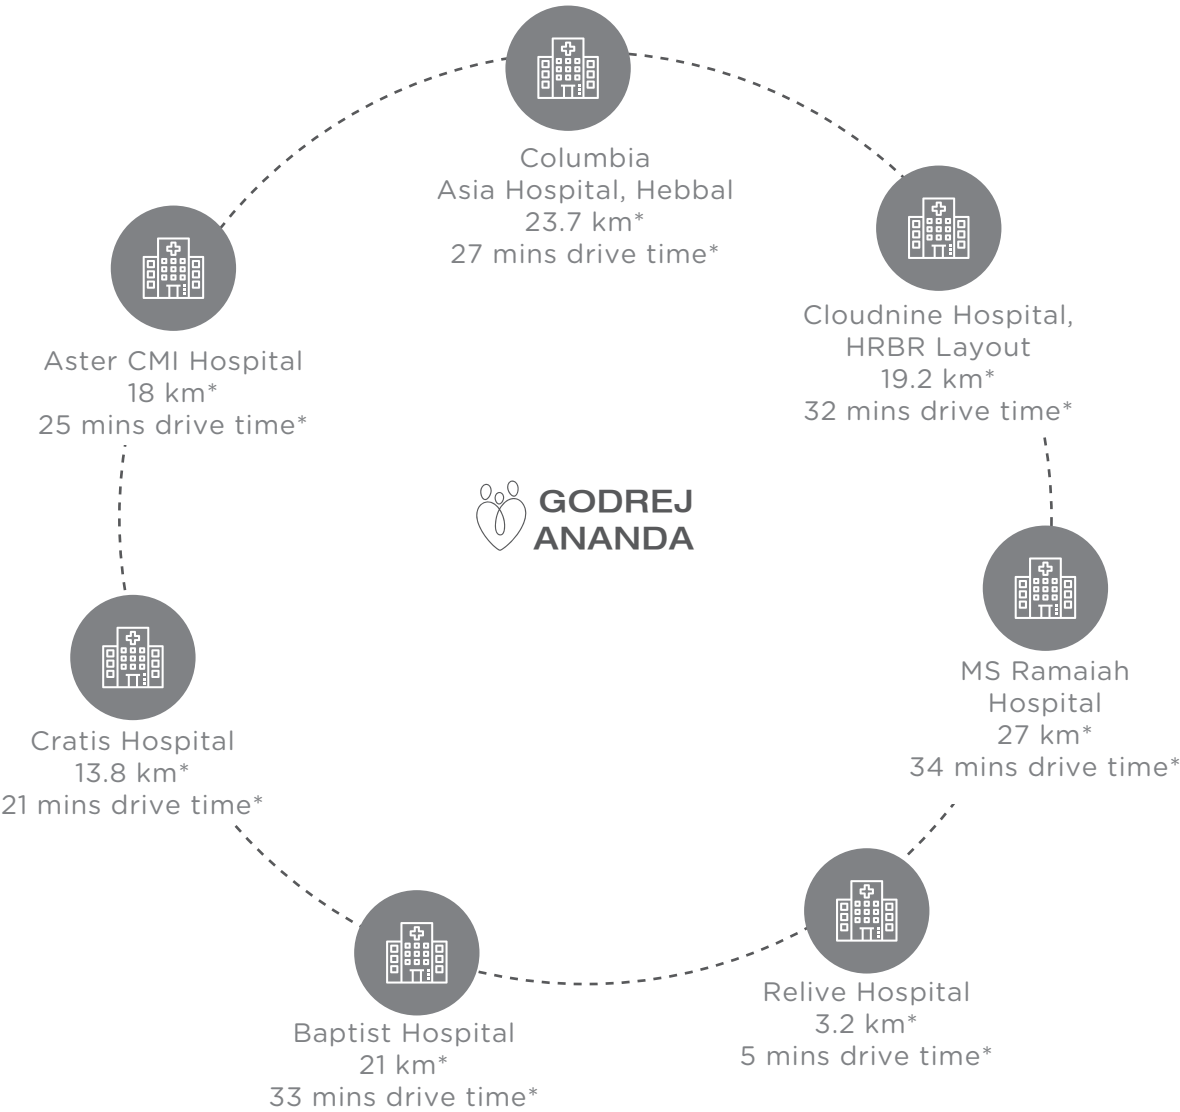 Columbia
Asia Hospital, Hebbal
23.7 km*
27 mins drive time*
Cloudnine Hospital,
HRBR Layout
19.2 km*
32 mins drive time*
Aster CMI Hospital
18 km*
25 mins drive time*
GODREJ
ANANDA
MS Ramaiah
Hospital
27 km*
34 mins drive time*
Cratis Hospital
13.8 km*
21 mins drive time*
Relive Hospital
3.2 km*
5 mins drive time*
Baptist Hospital
21 km*
33 mins drive time*